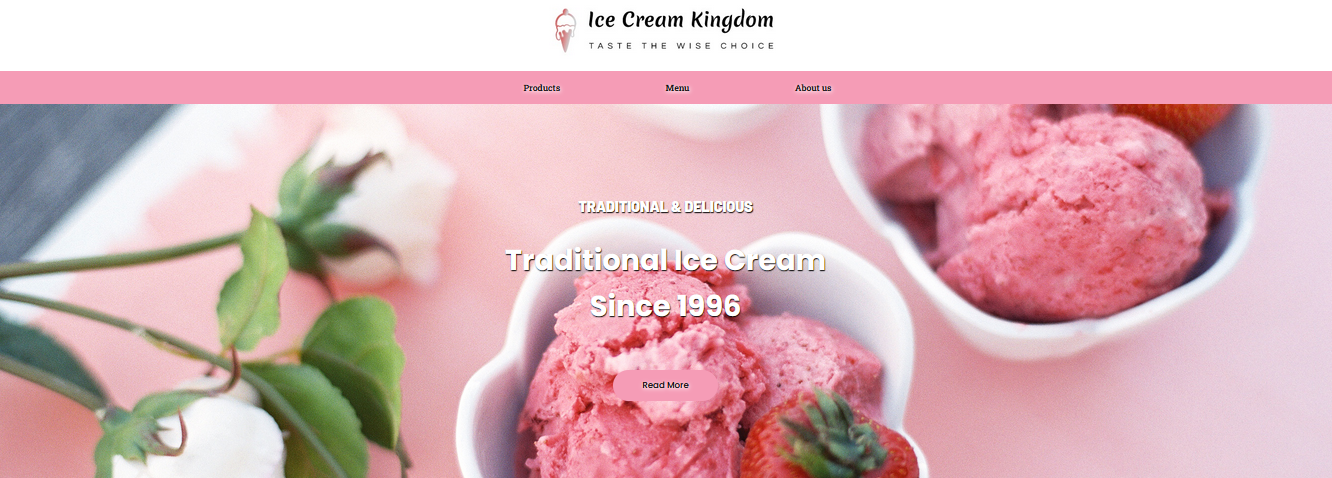 Ice Cream Kingdom
TASTE THE WISE CHOICE
Products Menu About us
TRADITIONAL & DELICIOUS
Traditional Ice Cream
Since 1996
Read More